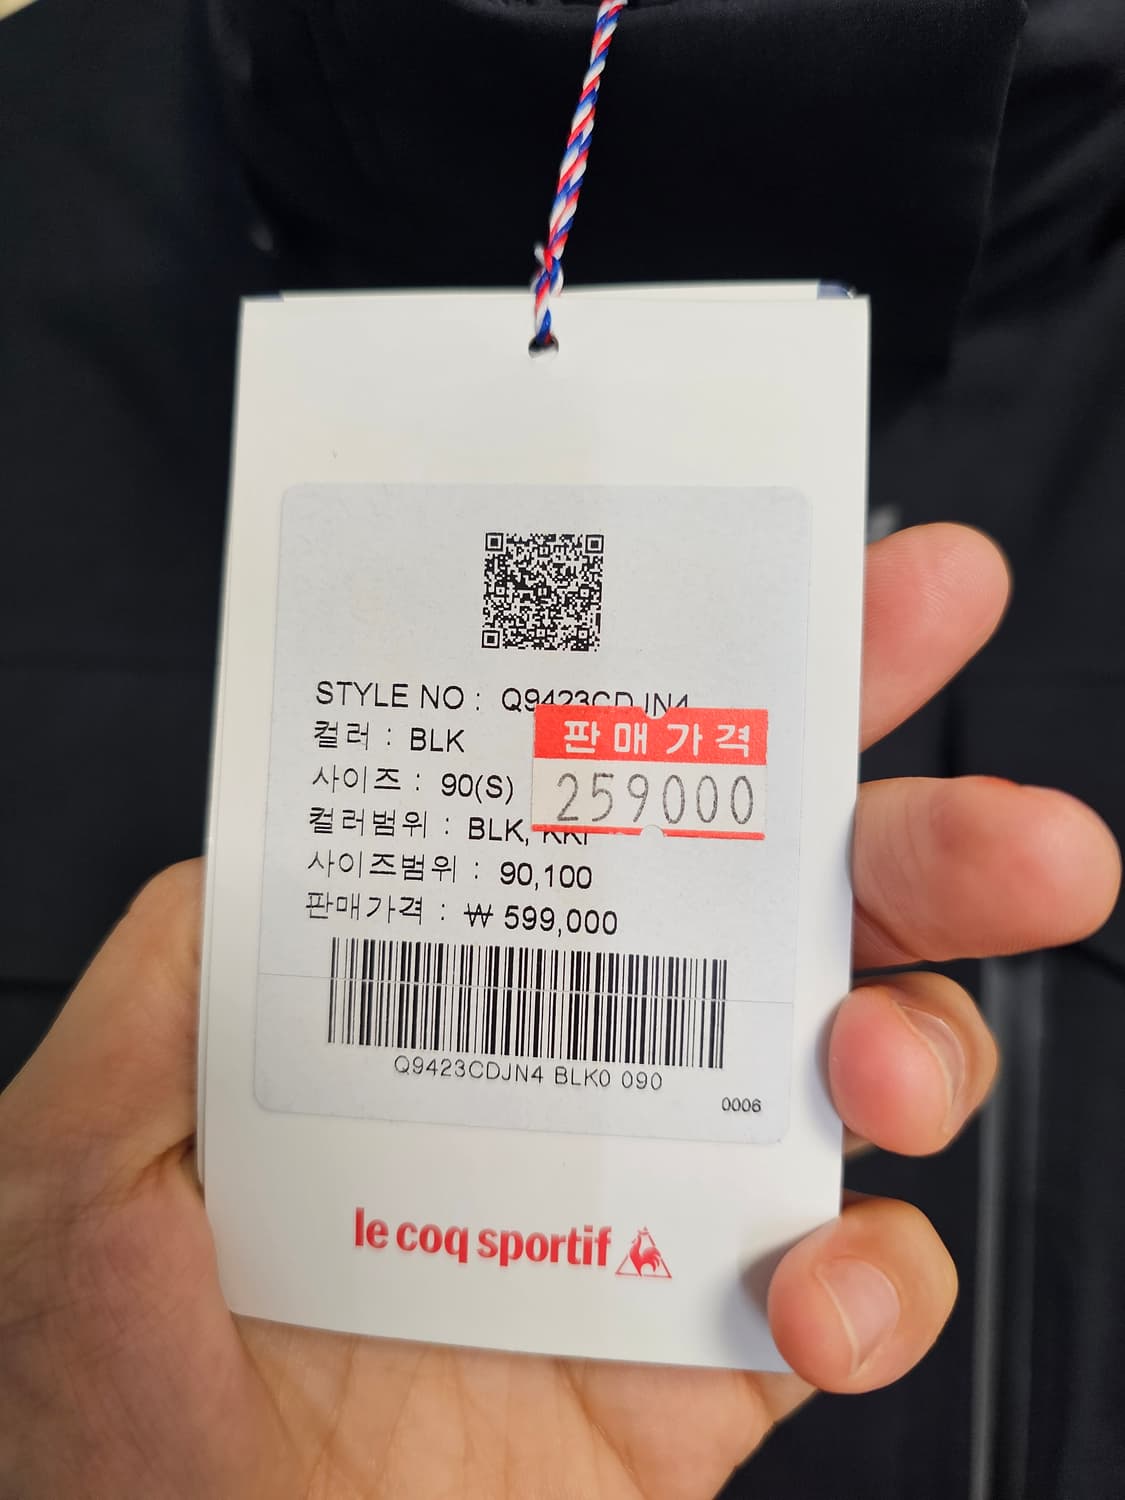 STYLE NO : Q9423CDJN4
컬러 : BLK
판매가격
사이즈 : 90(S)
259000
컬러범위 : BLK, KKI
사이즈범위 : 90,100
판매가격 : ₩ 599,000
Q9423CDJN4 BLK0 090
0006
le coq sportif